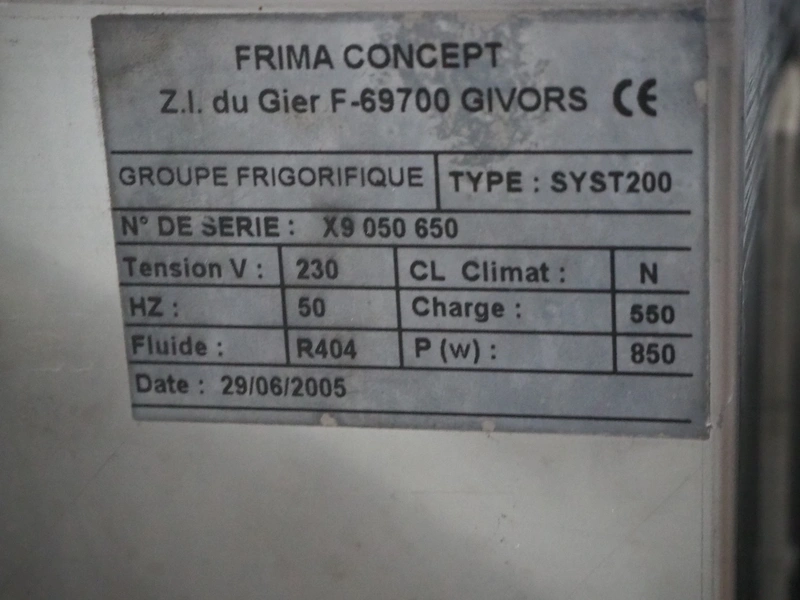 FRIMA CONCEPT
Z.I. du Gier F-69700 GIVORS CE
GROUPE FRIGORIFIQUE TYPE : SYST200
N° DE SERIE : X9 050 650
Tension V : 230 CL Climat : N
HZ : 50 Charge : 550
Fluide : R404 P (w) : 850
Date : 29/06/2005